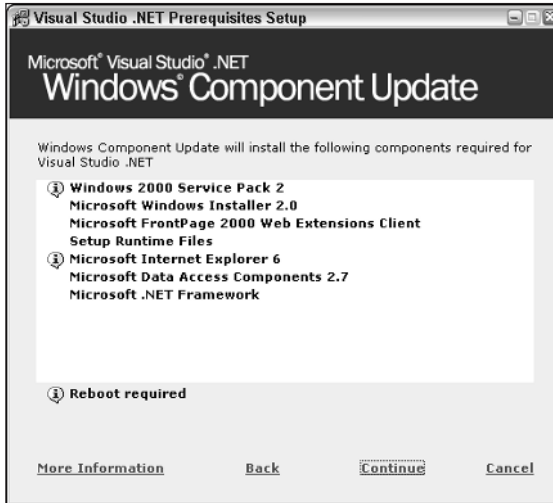 Visual Studio .NET Prerequisites Setup
Microsoft® Visual Studio® .NET
Windows® Component Update
Windows Component Update will install the following components required for
Visual Studio .NET
Windows 2000 Service Pack 2
Microsoft Windows Installer 2.0
Microsoft FrontPage 2000 Web Extensions Client
Setup Runtime Files
Microsoft Internet Explorer 6
Microsoft Data Access Components 2.7
Microsoft .NET Framework
Reboot required
More Information Back Continue Cancel